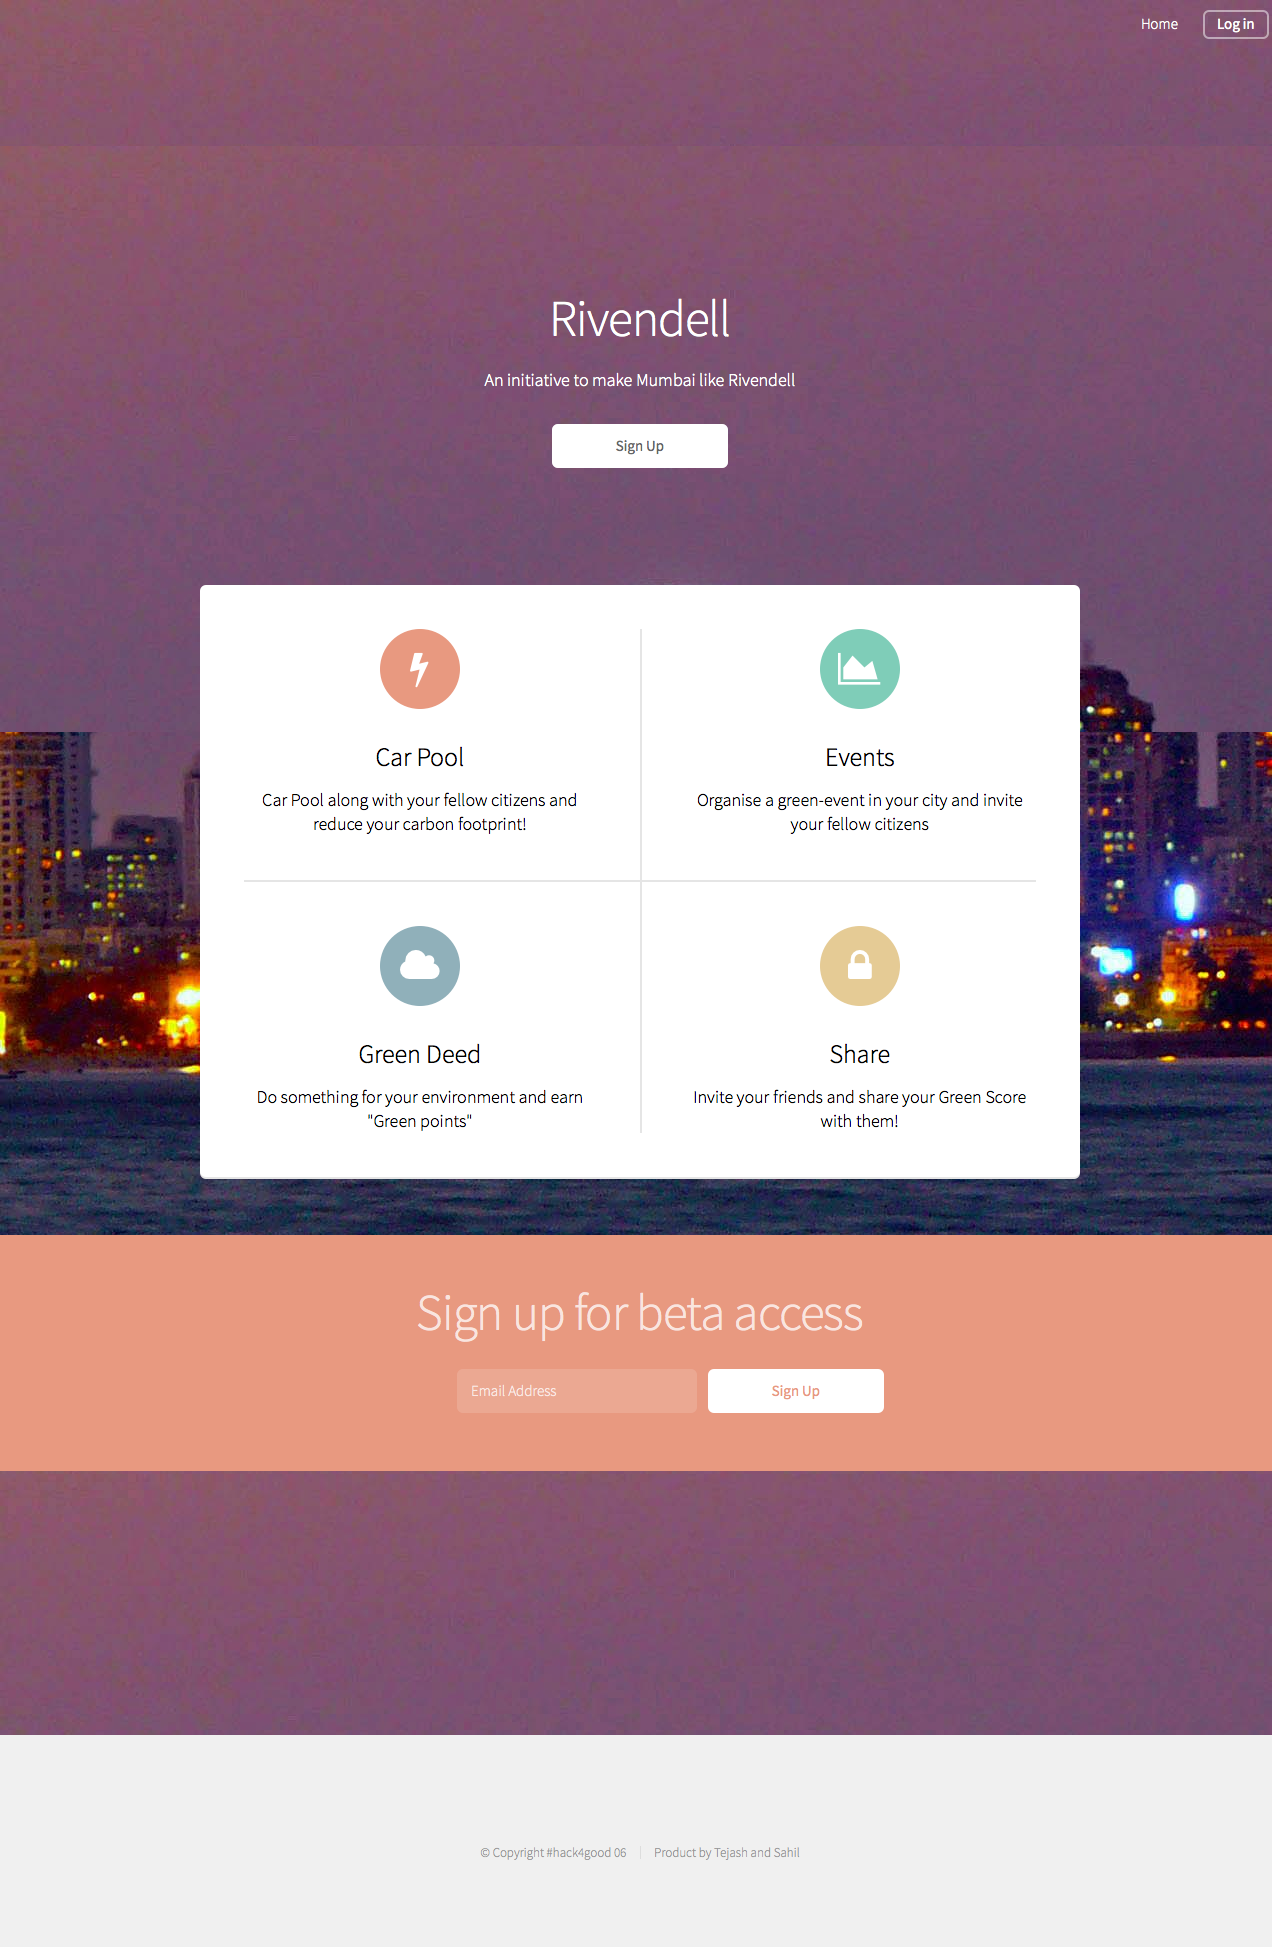 Home
Log in
Rivendell
An initiative to make Mumbai like Rivendell
Sign Up
Car Pool
Car Pool along with your fellow citizens and
reduce your carbon footprint!
Events
Organise a green-event in your city and invite
your fellow citizens
Green Deed
Do something for your environment and earn
"Green points"
Share
Invite your friends and share your Green Score
with them!
Sign up for beta access
Email Address
Sign Up
© Copyright #hack4good 06
Product by Tejash and Sahil